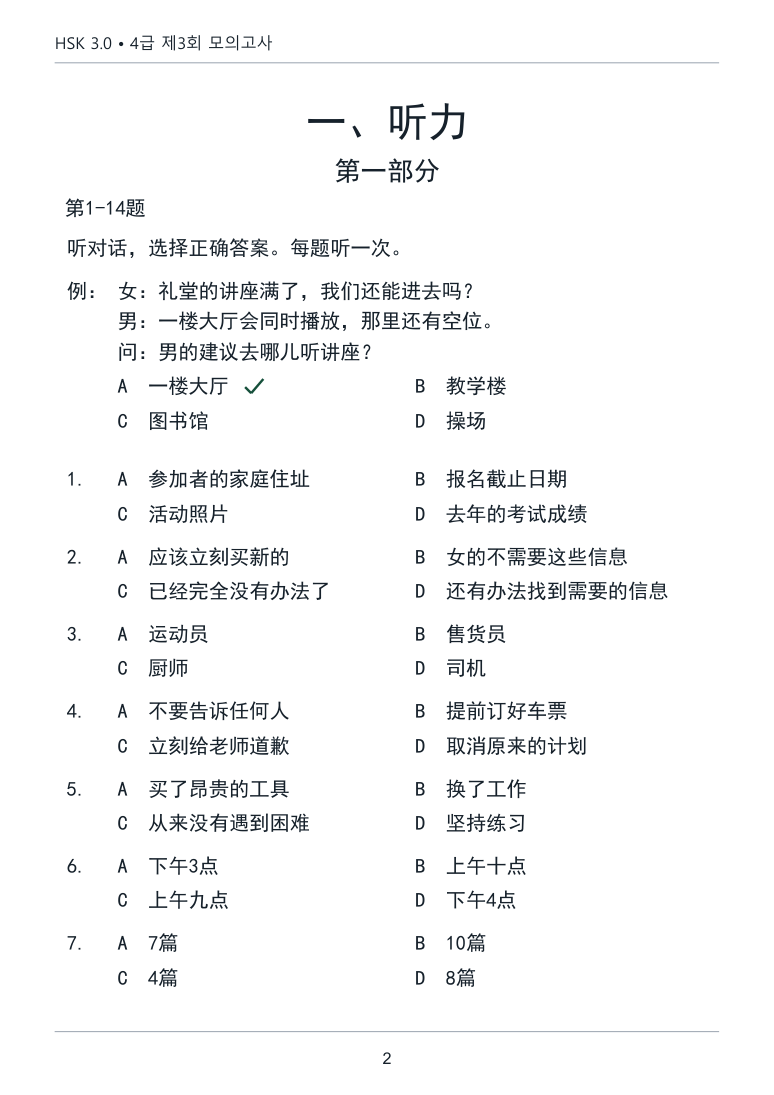 HSK 3.0 • 4급 제3회 모의고사
一、听力
第一部分
第1-14题
听对话，选择正确答案。每题听一次。
例： 女：礼堂的讲座满了，我们还能进去吗？
男：一楼大厅会同时播放，那里还有空位。
问：男的建议去哪儿听讲座？
A 一楼大厅 ✓ B 教学楼
C 图书馆 D 操场
1. A 参加者的家庭住址 B 报名截止日期
C 活动照片 D 去年的考试成绩
2. A 应该立刻买新的 B 女的不需要这些信息
C 已经完全没有办法了 D 还有办法找到需要的信息
3. A 运动员 B 售货员
C 厨师 D 司机
4. A 不要告诉任何人 B 提前订好车票
C 立刻给老师道歉 D 取消原来的计划
5. A 买了昂贵的工具 B 换了工作
C 从来没有遇到困难 D 坚持练习
6. A 下午3点 B 上午十点
C 上午九点 D 下午4点
7. A 7篇 B 10篇
C 4篇 D 8篇
2